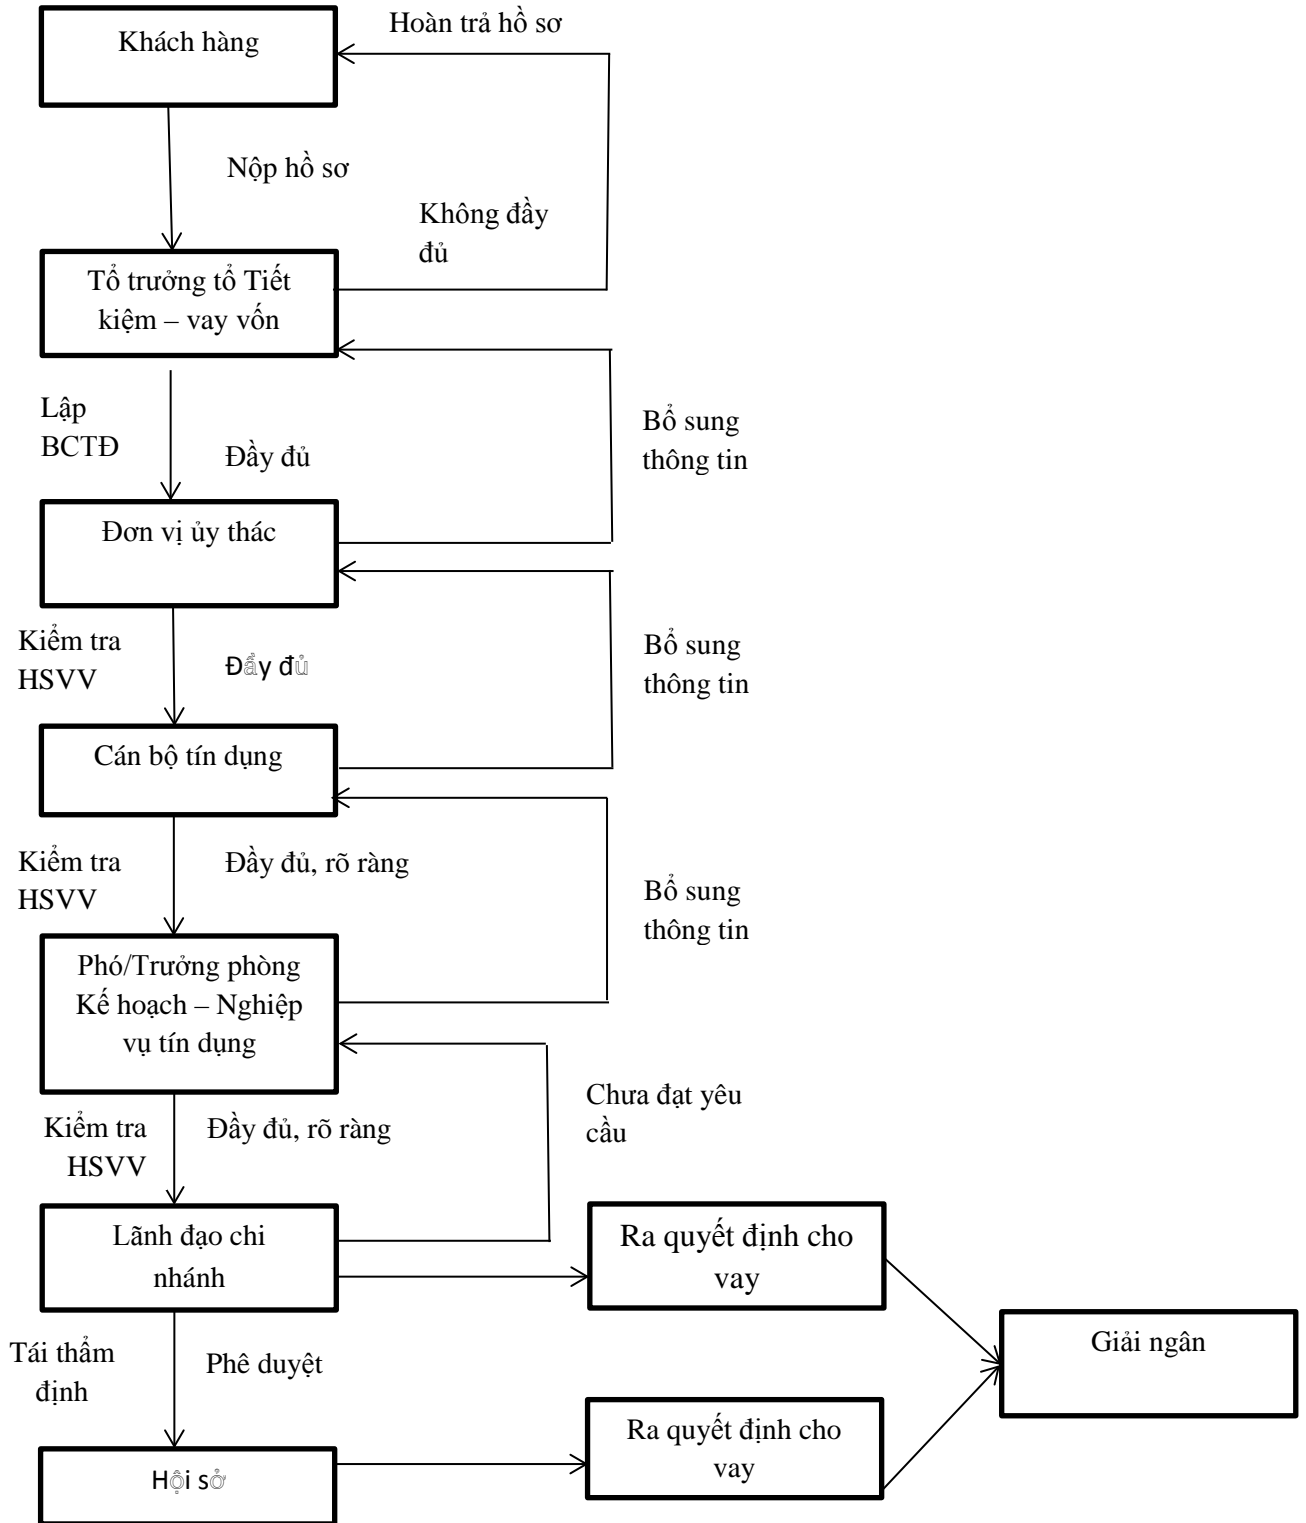 Hoàn trả hồ sơ
Khách hàng
Nộp hồ sơ
Không đầy
đủ
Tổ trưởng tổ Tiết
kiệm – vay vốn
Lập
BCTĐ
Đầy đủ
Bổ sung
thông tin
Đơn vị ủy thác
Kiểm tra
HSVV
Đầy đủ
Bổ sung
thông tin
Cán bộ tín dụng
Kiểm tra
HSVV
Đầy đủ, rõ ràng
Bổ sung
thông tin
Phó/Trưởng phòng
Kế hoạch – Nghiệp
vụ tín dụng
Chưa đạt yêu
cầu
Kiểm tra
HSVV
Đầy đủ, rõ ràng
Lãnh đạo chi
nhánh
Ra quyết định cho
vay
Giải ngân
Tái thẩm
định
Phê duyệt
Ra quyết định cho
vay
Hội sở